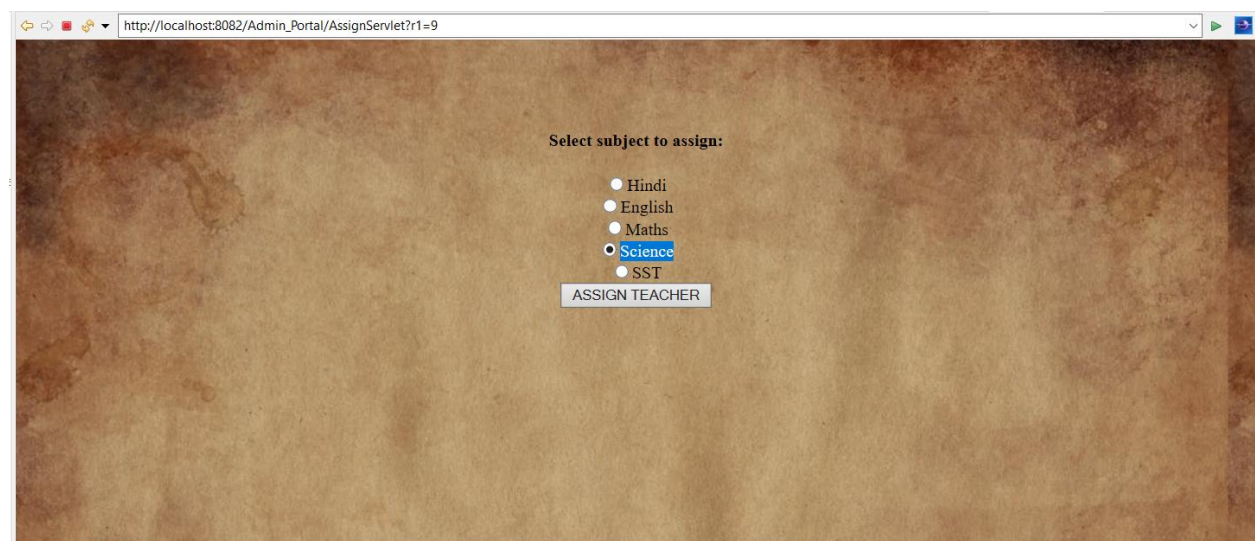 http://localhost:8082/Admin_Portal/AssignServlet?r1=9
Select subject to assign:
Hindi
English
Maths
Science
SST
ASSIGN TEACHER